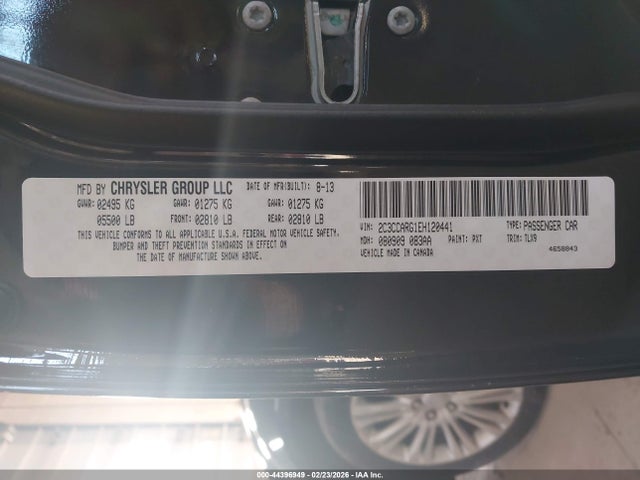 MFD BY CHRYSLER GROUP LLC DATE OF MFR(BUILT): 8-13
GVWR: 02495 KG GAWR: 01275 KG GAWR: 01275 KG
05500 LB FRONT: 02810 LB REAR: 02810 LB
THIS VEHICLE CONFORMS TO ALL APPLICABLE U.S.A. FEDERAL MOTOR VEHICLE SAFETY,
BUMPER AND THEFT PREVENTION STANDARDS IN EFFECT ON
THE DATE OF MANUFACTURE SHOWN ABOVE.
VIN: 2C3CCARG1EH120441 TYPE: PASSENGER CAR
MDH: 080909 083AA PAINT: PXT TRIM: TLX9
VEHICLE MADE IN CANADA 4658843
000-44396949 - 02/23/2026 - IAA Inc.